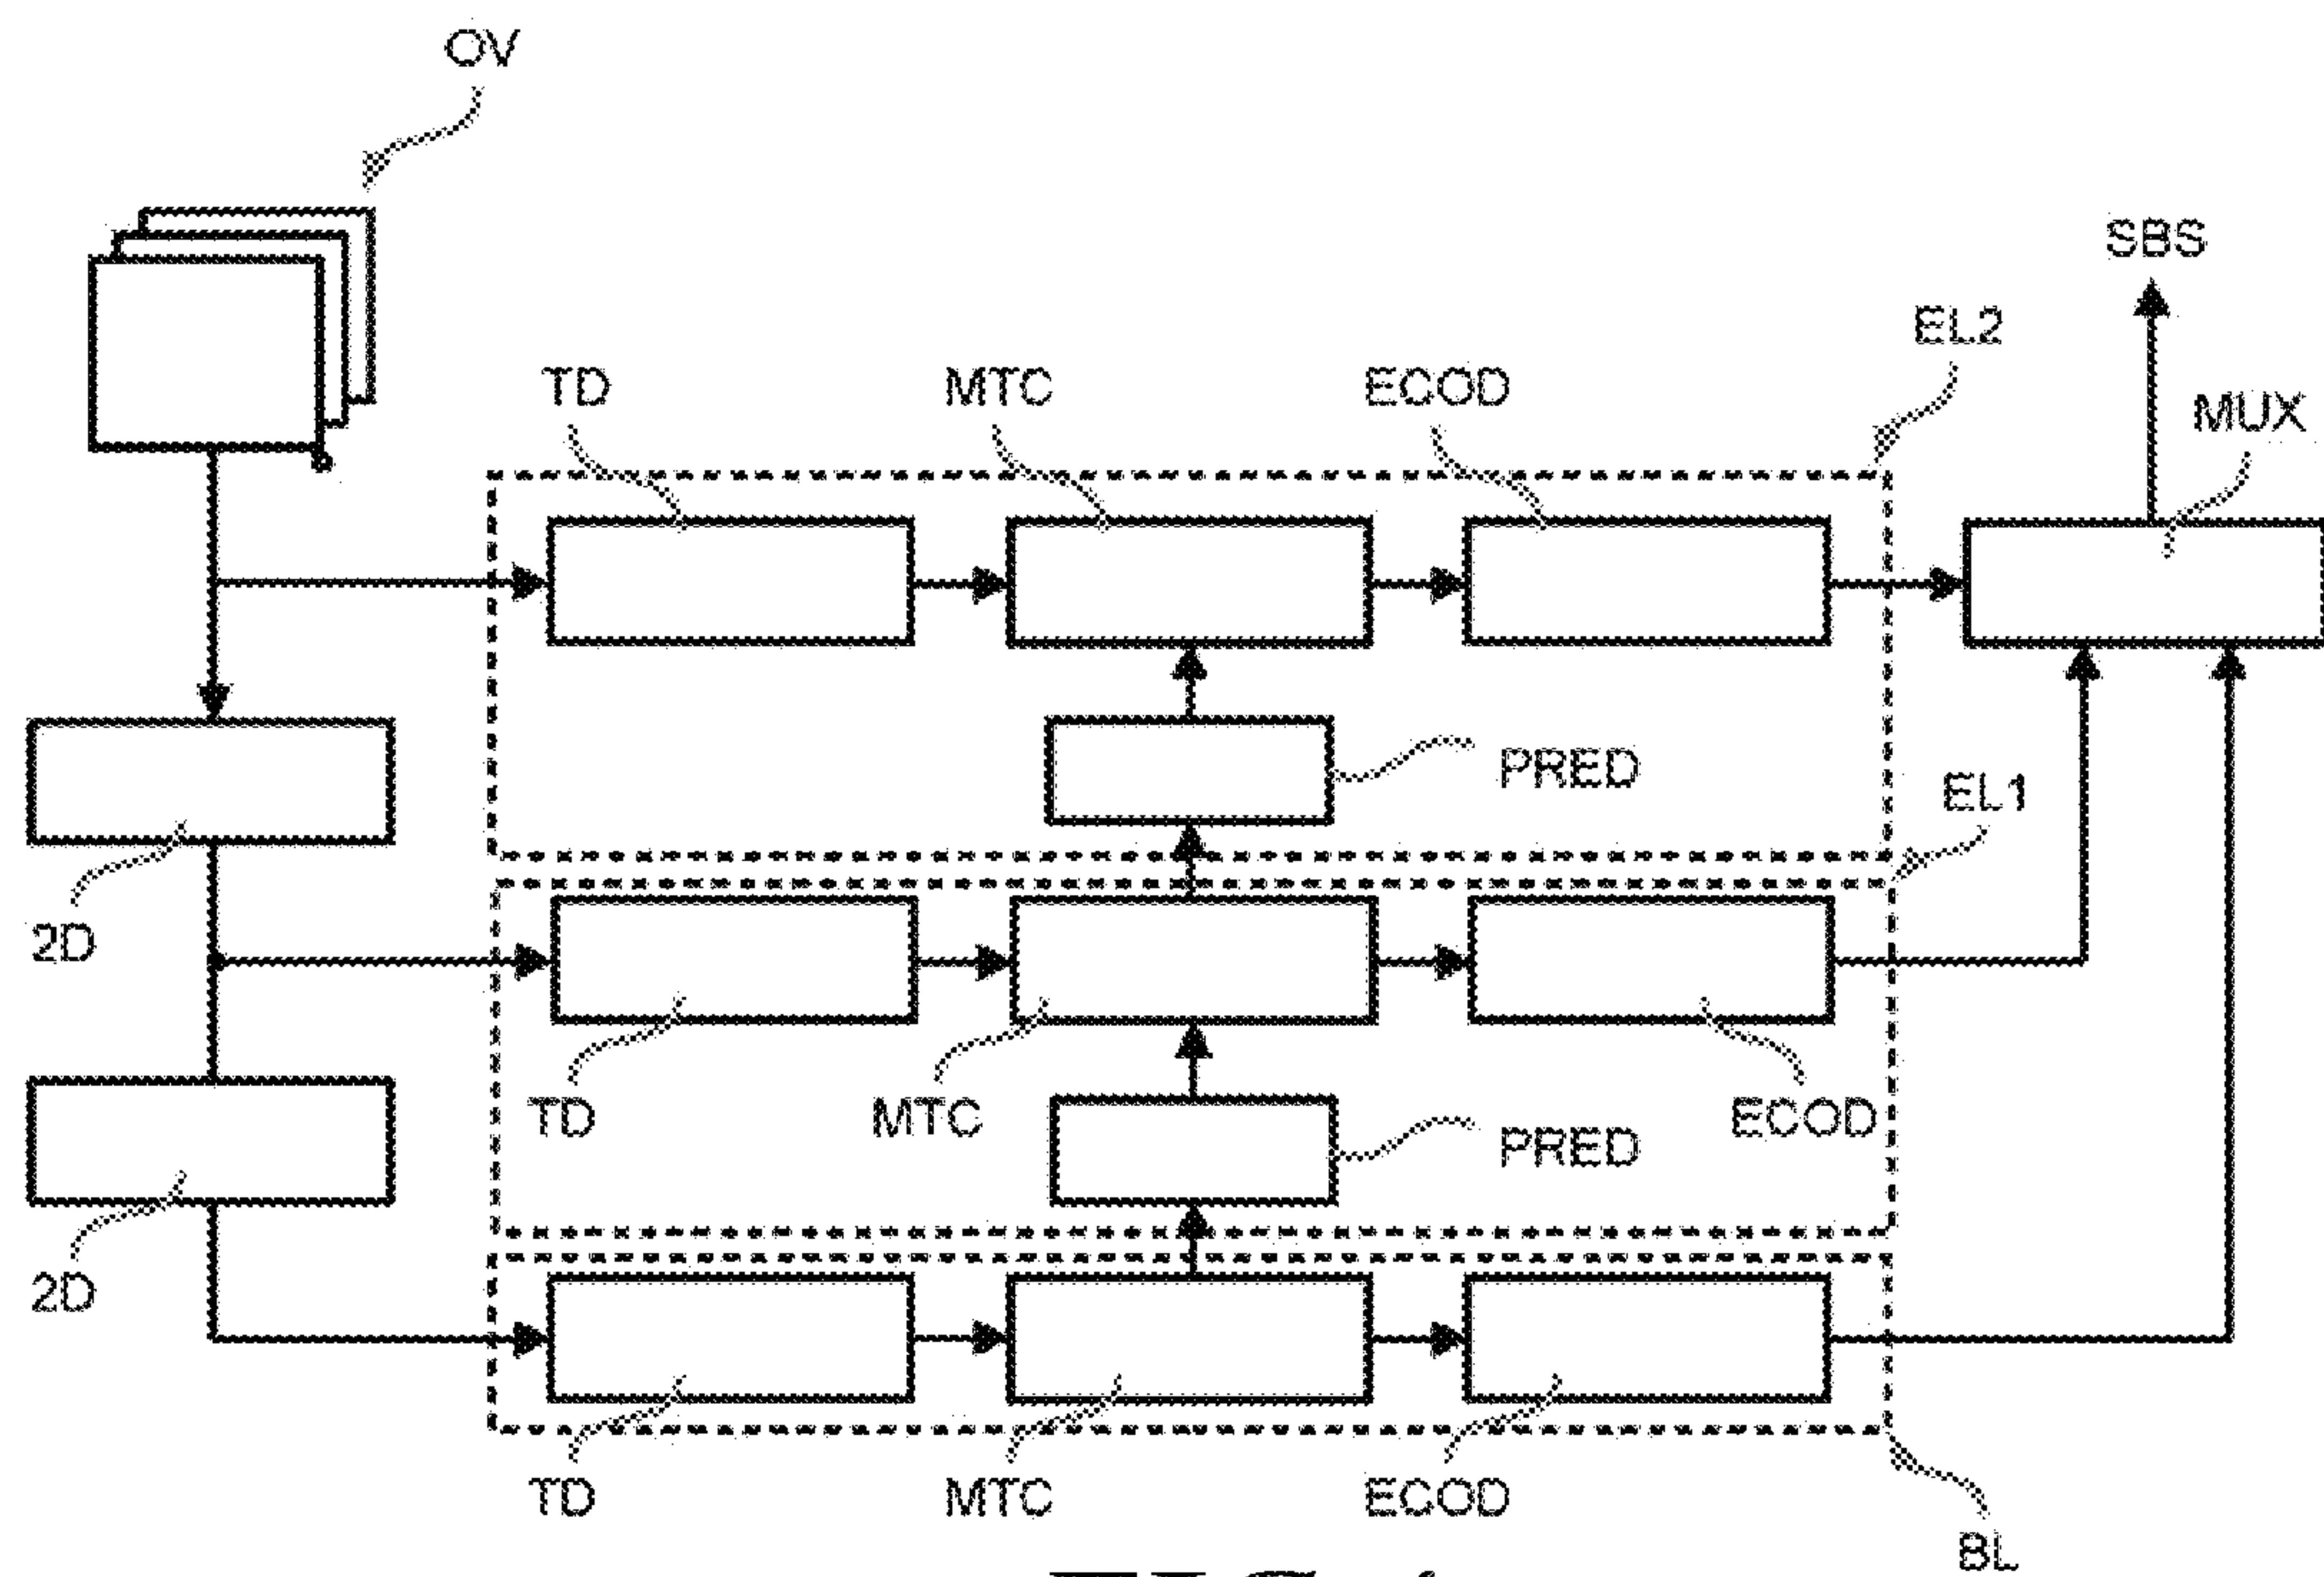 OV
SBS
EL2
TD MTC ECOD
MUX
PRED
EL1
2D
TD MTC PRED ECOD
2D
TD MTC ECOD
BL